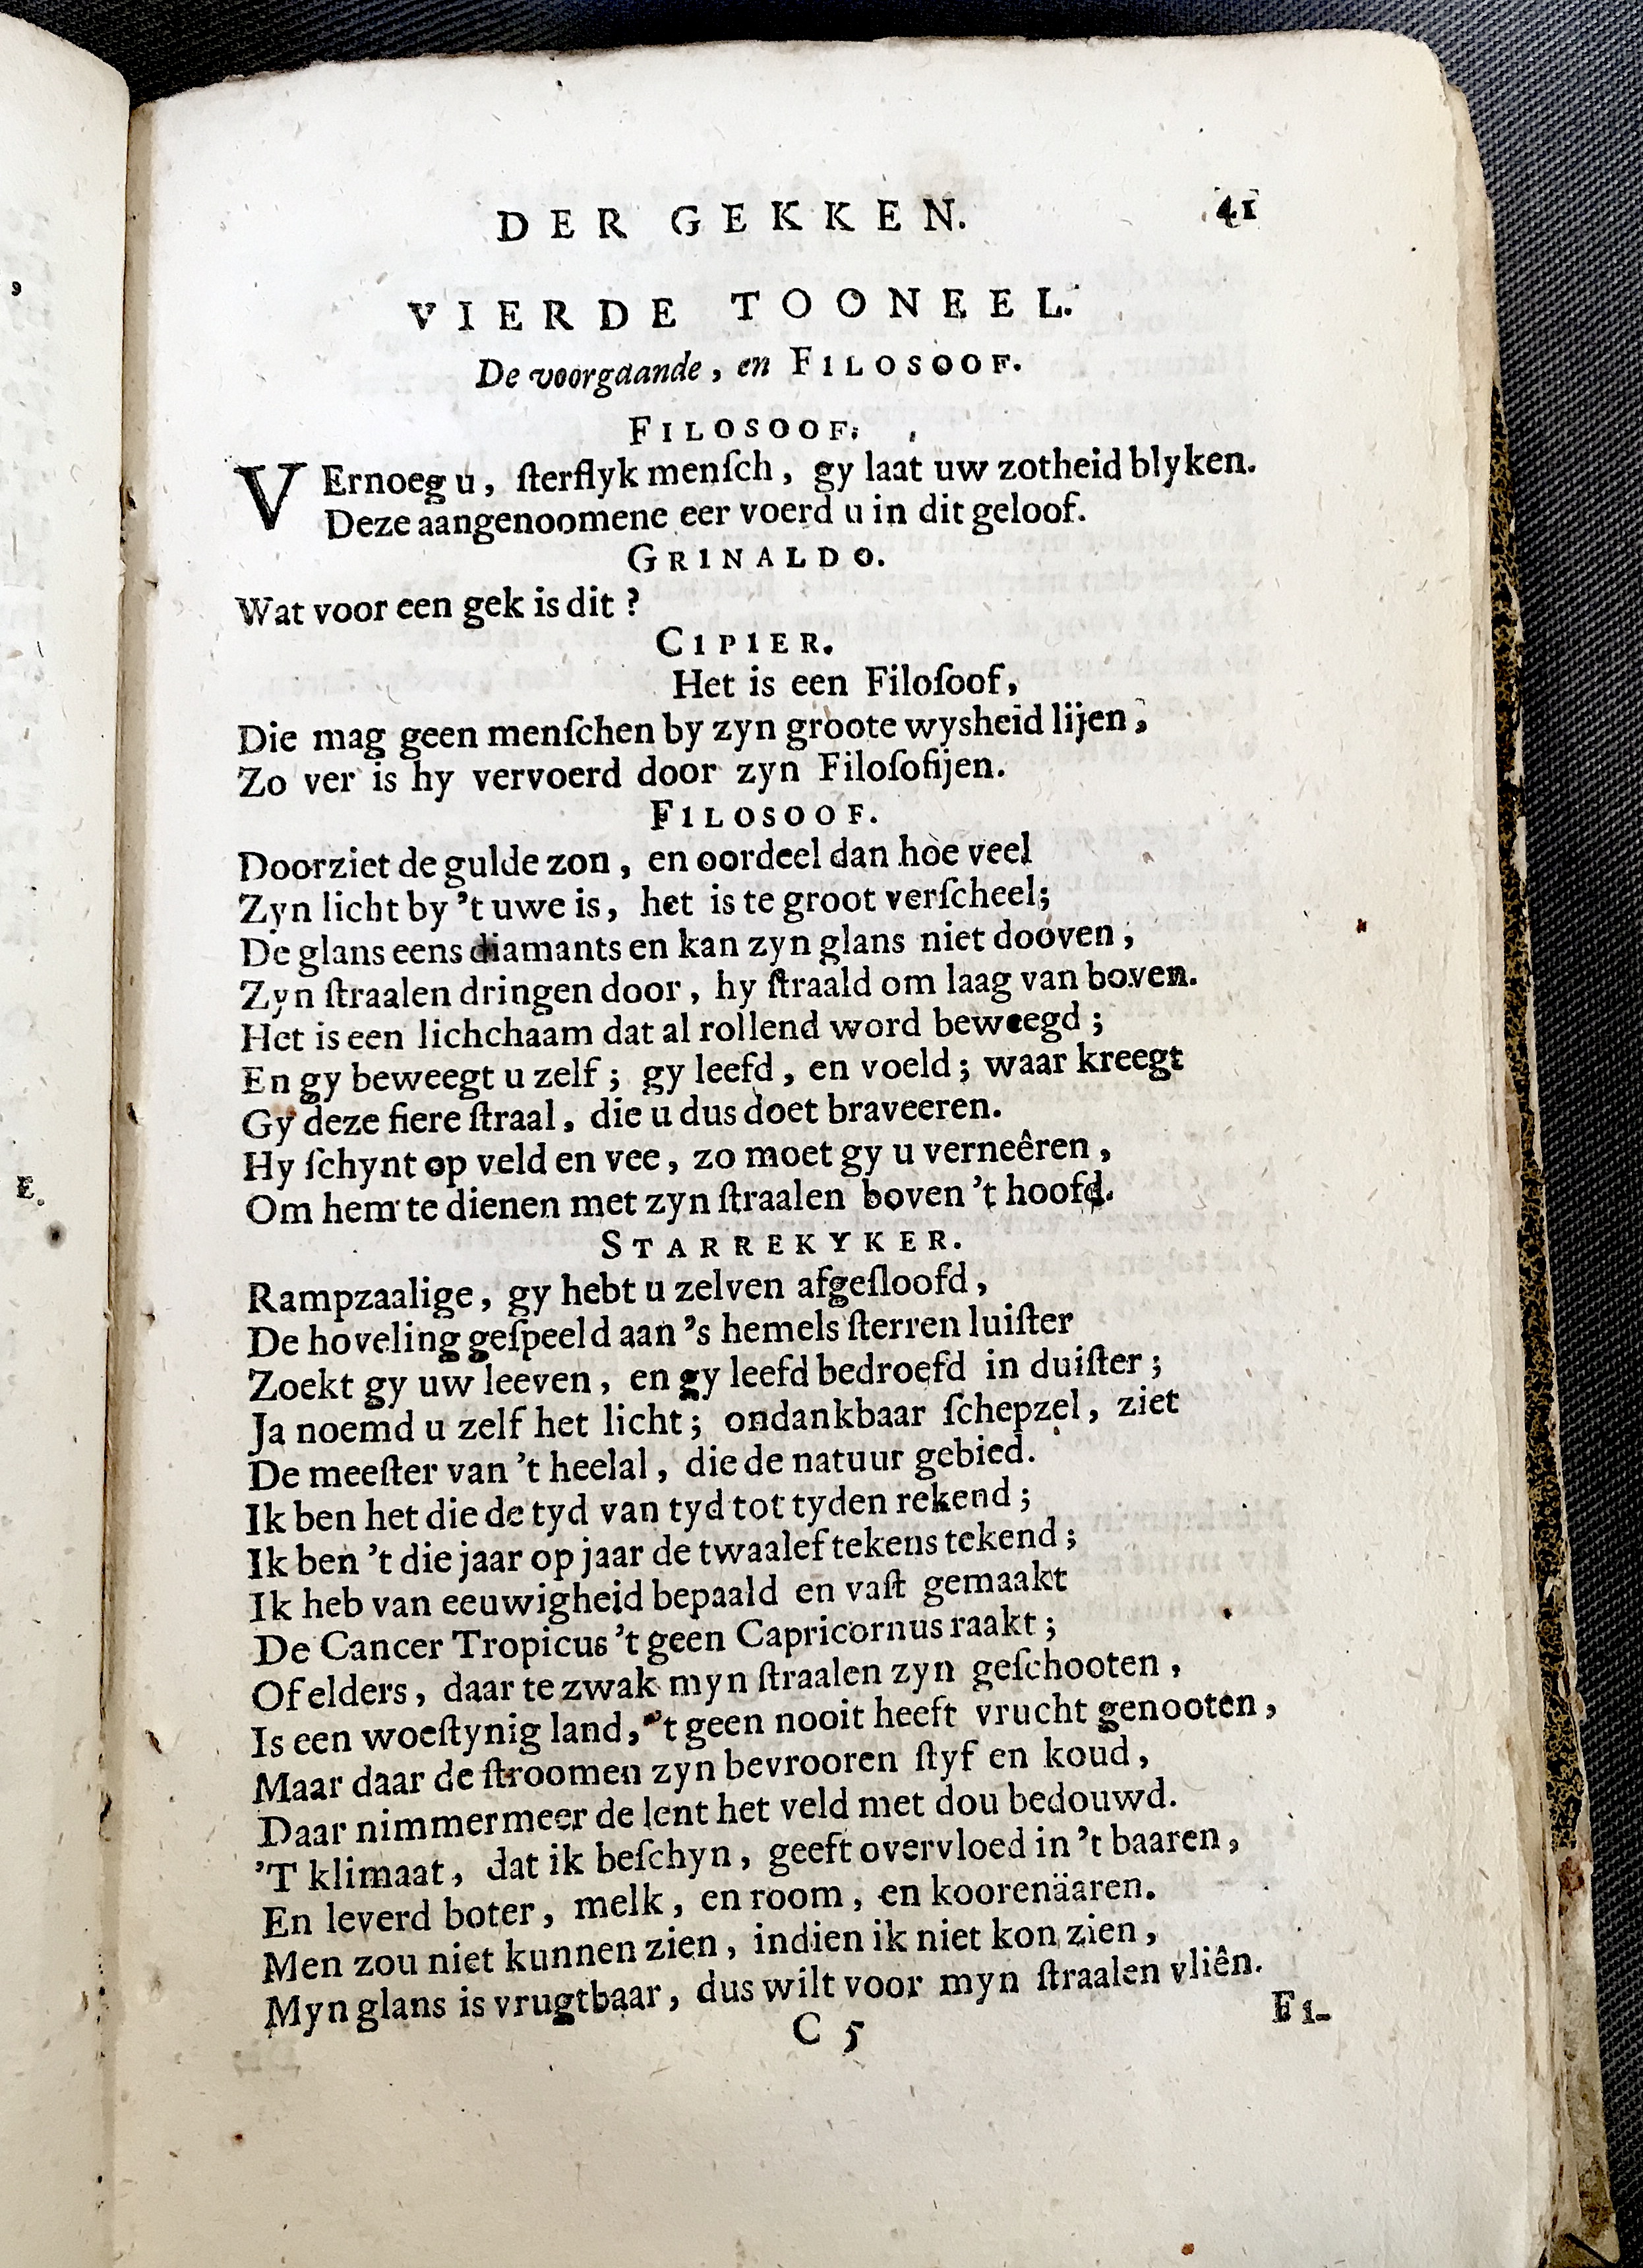 DER GEKKEN. 41
VIERDE TOONEEL.
De voorgaande, en FILOSOOF.
FILOSOOF.
VErnoeg u, ſterflyk menſch, gy laat uw zotheid blyken.
Deze aangenoomene eer voerd u in dit geloof.
GRINALDO.
Wat voor een gek is dit?
CIPIER.
Het is een Filoſoof,
Die mag geen menſchen by zyn groote wysheid lijen,
Zo ver is hy vervoerd door zyn Filoſofijen.
FILOSOOF.
Doorziet de gulde zon, en oordeel dan hoe veel
Zyn licht by 't uwe is, het is te groot verſcheel;
De glans eens diamants en kan zyn glans niet dooven,
Zyn ſtraalen dringen door, hy ſtraald om laag van boven.
Het is een lichchaam dat al rollend word beweegd;
En gy beweegt u zelf; gy leefd, en voeld; waar kreegt
Gy deze fiere ſtraal, die u dus doet braveeren.
Hy ſchynt op veld en vee, zo moet gy u verneêren,
Om hem te dienen met zyn ſtraalen boven 't hoofd.
STARREKYKER.
Rampzaalige, gy hebt u zelven afgeſloofd,
De hoveling geſpeeld aan 's hemels ſterren luiſter
Zoekt gy uw leeven, en gy leefd bedroefd in duiſter;
Ja noemd u zelf het licht; ondankbaar ſchepzel, ziet
De meeſter van 't heelal, die de natuur gebied.
Ik ben het die de tyd van tyd tot tyden rekend;
Ik ben 't die jaar op jaar de twaalef tekens tekend;
Ik heb van eeuwigheid bepaald en vaſt gemaakt
De Cancer Tropicus 't geen Capricornus raakt;
Of elders, daar te zwak myn ſtraalen zyn geſchooten,
Is een woeſtynig land, 't geen nooit heeft vrucht genooten,
Maar daar de ſtroomen zyn bevrooren ſtyf en koud,
Daar nimmermeer de lent het veld met dou bedouwd.
'T klimaat, dat ik beſchyn, geeft overvloed in 't baaren,
En leverd boter, melk, en room, en koorenäaren.
Men zou niet kunnen zien, indien ik niet kon zien,
Myn glans is vrugtbaar, dus wilt voor myn ſtraalen vliên.
C 5 FI-
E.
,